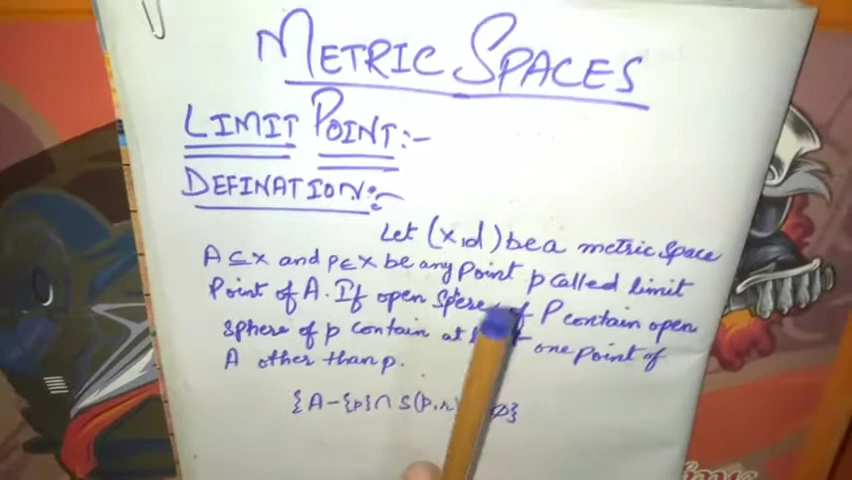 METRIC SPACES
LIMIT POINT:-
DEFINATION:-
Let (x,d) be a metric space
A ⊆ x and p∈x be any point p called limit
Point of A. If open Spere of P contain open
sphere of p contain at one point of
A other than p.
{A-{p}∩ S(p,r) ϕ}